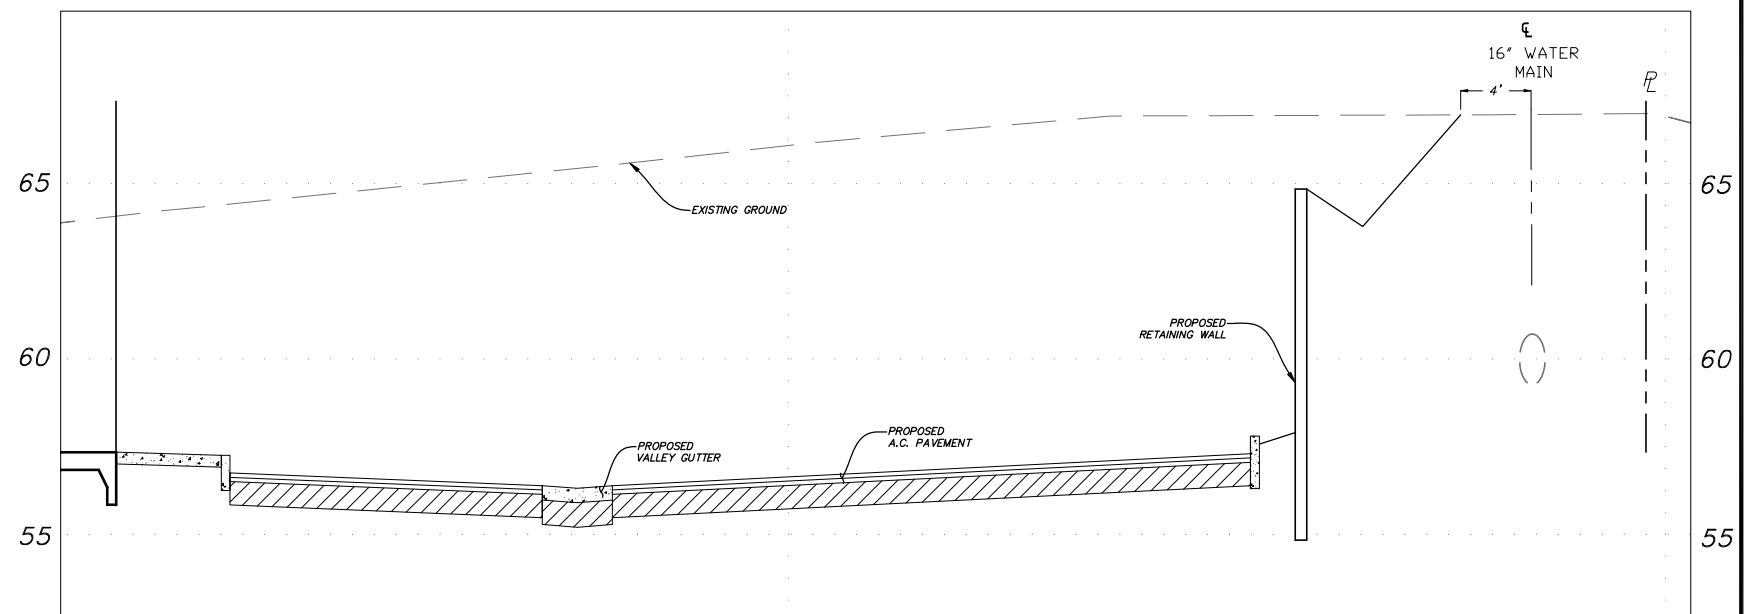 ℄
16" WATER
MAIN
4'
PL
65
65
EXISTING GROUND
PROPOSED
RETAINING WALL
60
60
PROPOSED
VALLEY GUTTER
PROPOSED
A.C. PAVEMENT
55
55